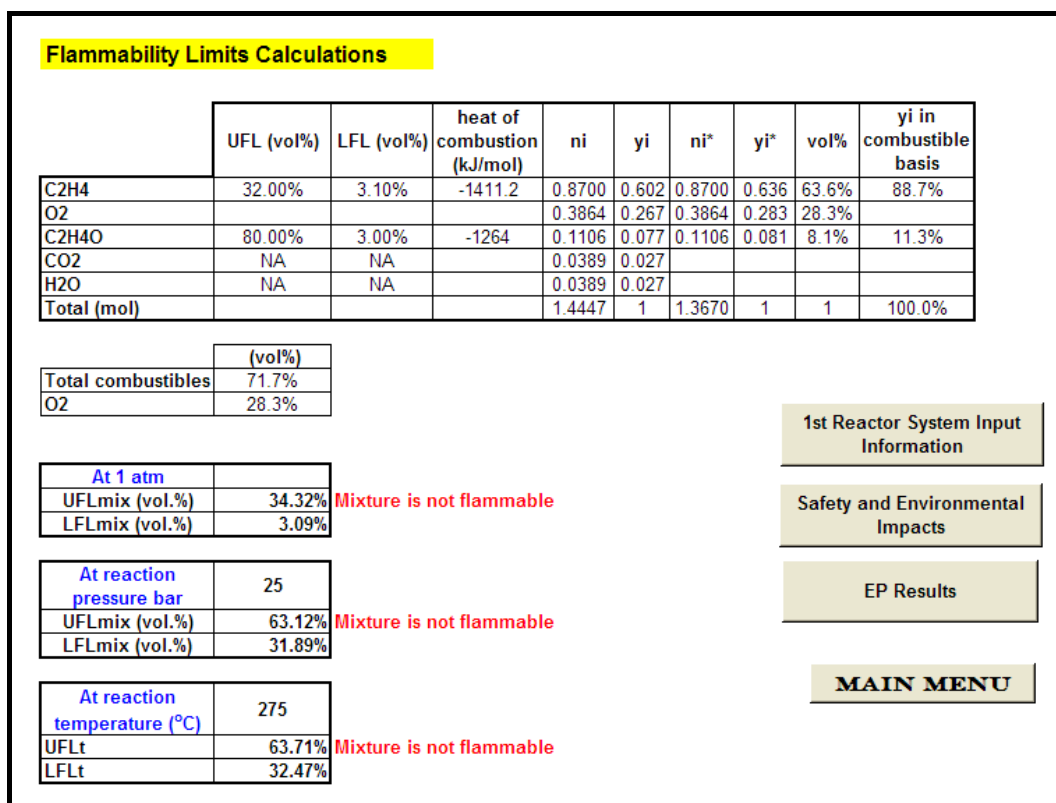 Flammability Limits Calculations
UFL (vol%) LFL (vol%) heat of combustion (kJ/mol) ni yi ni* yi* vol% yi in combustible basis
C2H4 32.00% 3.10% -1411.2 0.8700 0.602 0.8700 0.636 63.6% 88.7%
O2 0.3864 0.267 0.3864 0.283 28.3%
C2H4O 80.00% 3.00% -1264 0.1106 0.077 0.1106 0.081 8.1% 11.3%
CO2 NA NA 0.0389 0.027
H2O NA NA 0.0389 0.027
Total (mol) 1.4447 1 1.3670 1 1 100.0%
(vol%)
Total combustibles 71.7%
O2 28.3%
1st Reactor System Input
Information
At 1 atm
UFLmix (vol.%) 34.32% Mixture is not flammable
LFLmix (vol.%) 3.09%
Safety and Environmental
Impacts
At reaction
pressure bar 25
UFLmix (vol.%) 63.12% Mixture is not flammable
LFLmix (vol.%) 31.89%
EP Results
MAIN MENU
At reaction
temperature (°C) 275
UFLt 63.71% Mixture is not flammable
LFLt 32.47%